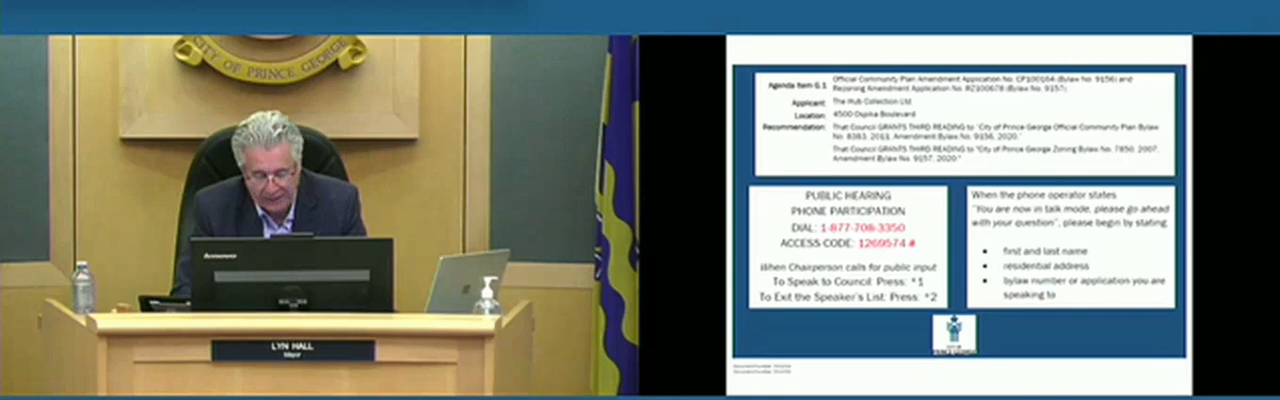 CITY OF PRINCE GEORGE
Lenovo
LYN HALL
Mayor
Agenda Item G.1
Official Community Plan Amendment Application No. CP100164 (Bylaw No. 9156) and
Rezoning Amendment Application No. RZ100678 (Bylaw No. 9157)
Applicant: The Hub Collection Ltd
Location: 4500 Ospika Boulevard
Recommendation: That Council GRANTS THIRD READING to "City of Prince George Official Community Plan Bylaw
No. 8383, 2011, Amendment Bylaw No. 9156, 2020."
That Council GRANTS THIRD READING to "City of Prince George Zoning Bylaw No. 7850, 2007,
Amendment Bylaw No. 9157, 2020."
PUBLIC HEARING
PHONE PARTICIPATION
DIAL: 1-877-708-3350
ACCESS CODE: 1269574 #
When Chairperson calls for public input
To Speak to Council: Press: *1
To Exit the Speaker's List: Press: *2
When the phone operator states
"You are now in talk mode, please go ahead
with your question", please begin by stating
• first and last name
• residential address
• bylaw number or application you are
speaking to
CITY OF
PRINCE GEORGE